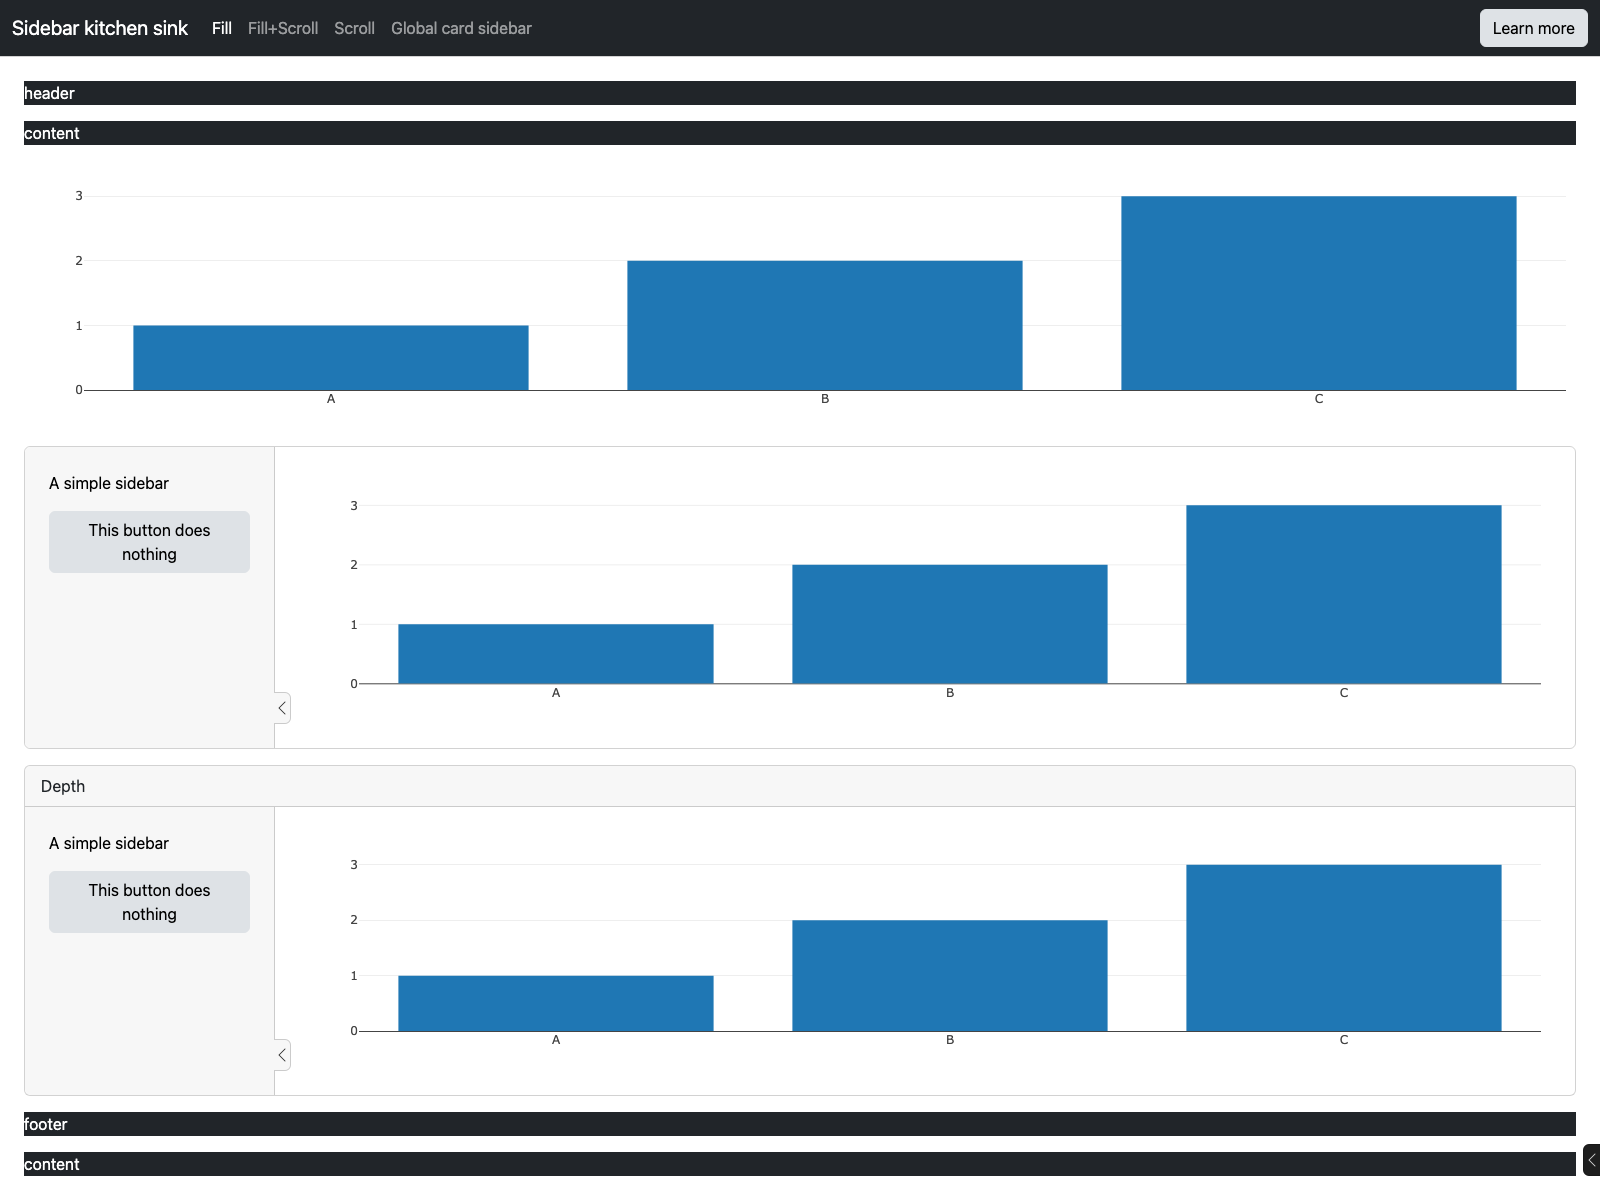 Sidebar kitchen sink Fill Fill+Scroll Scroll Global card sidebar Learn more
header
content
3
2
1
0
A B C
A simple sidebar
This button does
nothing
3
2
1
0
A B C
Depth
A simple sidebar
This button does
nothing
3
2
1
0
A B C
footer
content